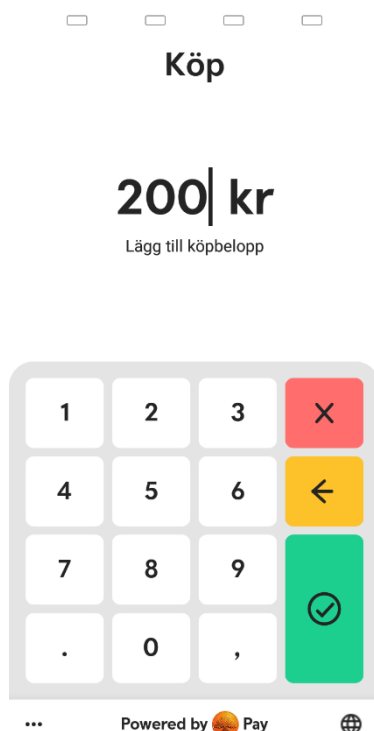 Köp
200 kr
Lägg till köpbelopp
1 2 3
4 5 6
7 8 9
. 0 ,
Powered by Pay